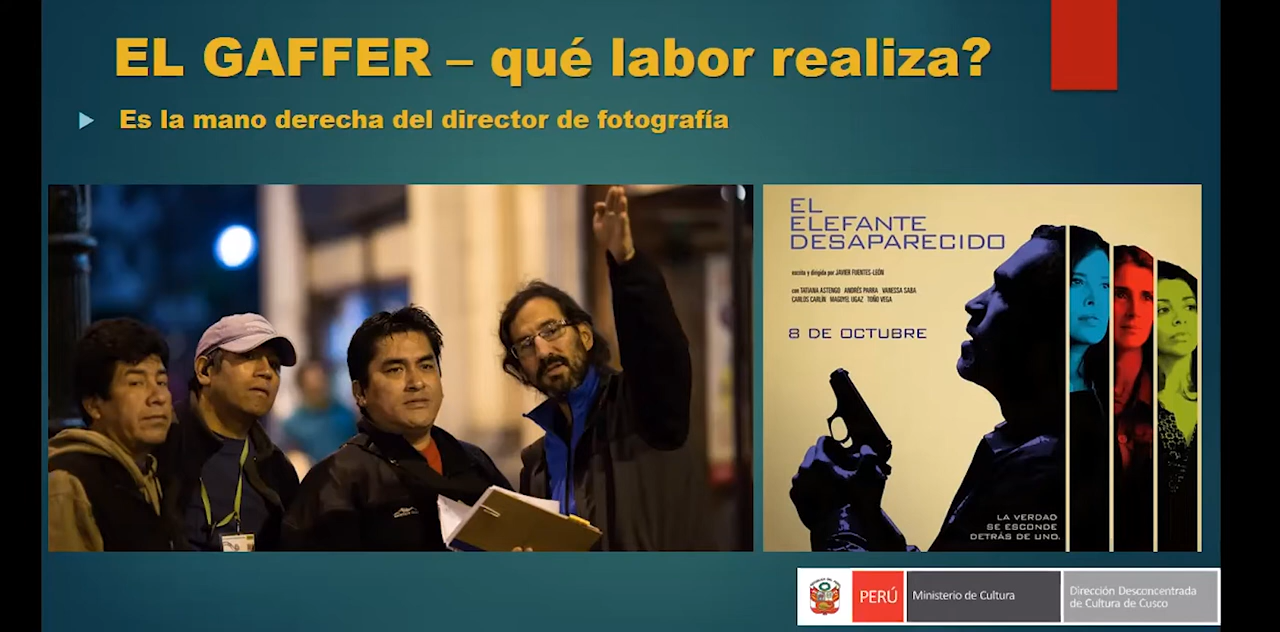 EL GAFFER – qué labor realiza?
Es la mano derecha del director de fotografía
EL
ELEFANTE
DESAPARECIDO
escrita y dirigida por JAVIER FUENTES-LEÓN
con TATIANA ASTENGO ANDRÉS PARRA VANESSA SABA
CARLOS CARLÍN MAGDYEL UGAZ TOÑO VEGA
8 DE OCTUBRE
LA VERDAD
SE ESCONDE
DETRÁS DE UNO.
PERÚ
Ministerio de Cultura
Dirección Desconcentrada
de Cultura de Cusco